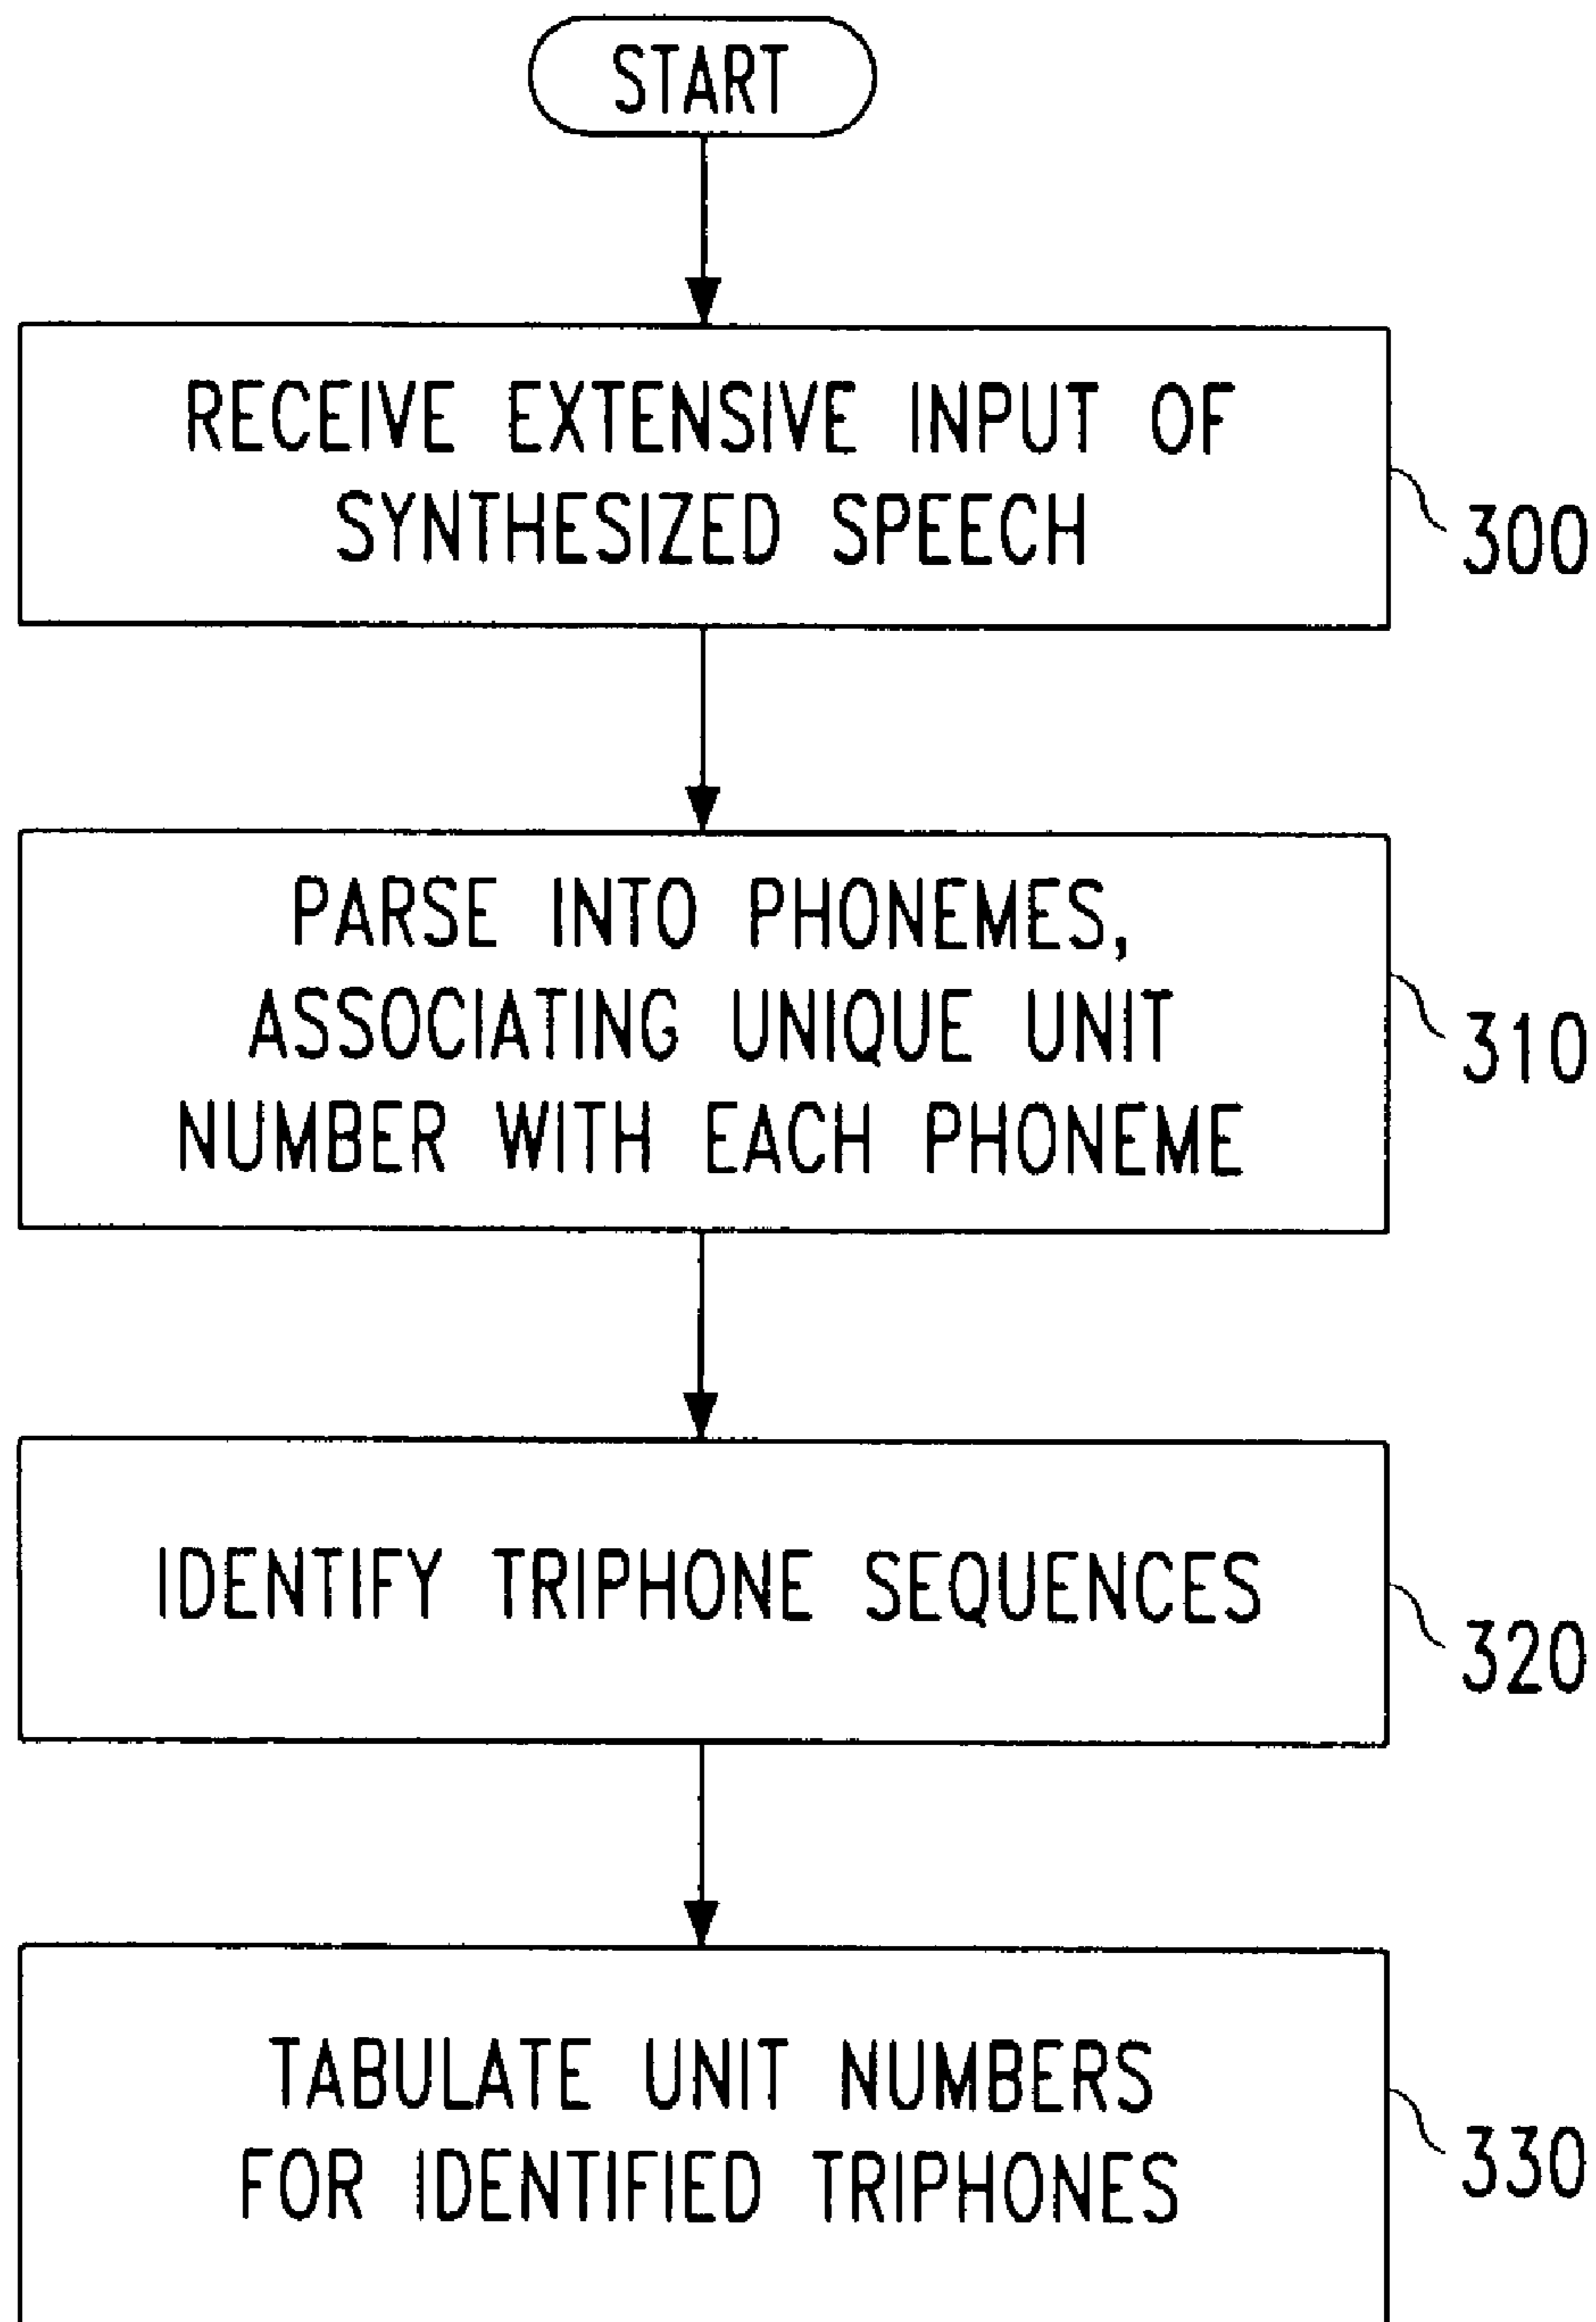 START
RECEIVE EXTENSIVE INPUT OF
SYNTHESIZED SPEECH
300
PARSE INTO PHONEMES,
ASSOCIATING UNIQUE UNIT
NUMBER WITH EACH PHONEME
310
IDENTIFY TRIPHONE SEQUENCES
320
TABULATE UNIT NUMBERS
FOR IDENTIFIED TRIPHONES
330